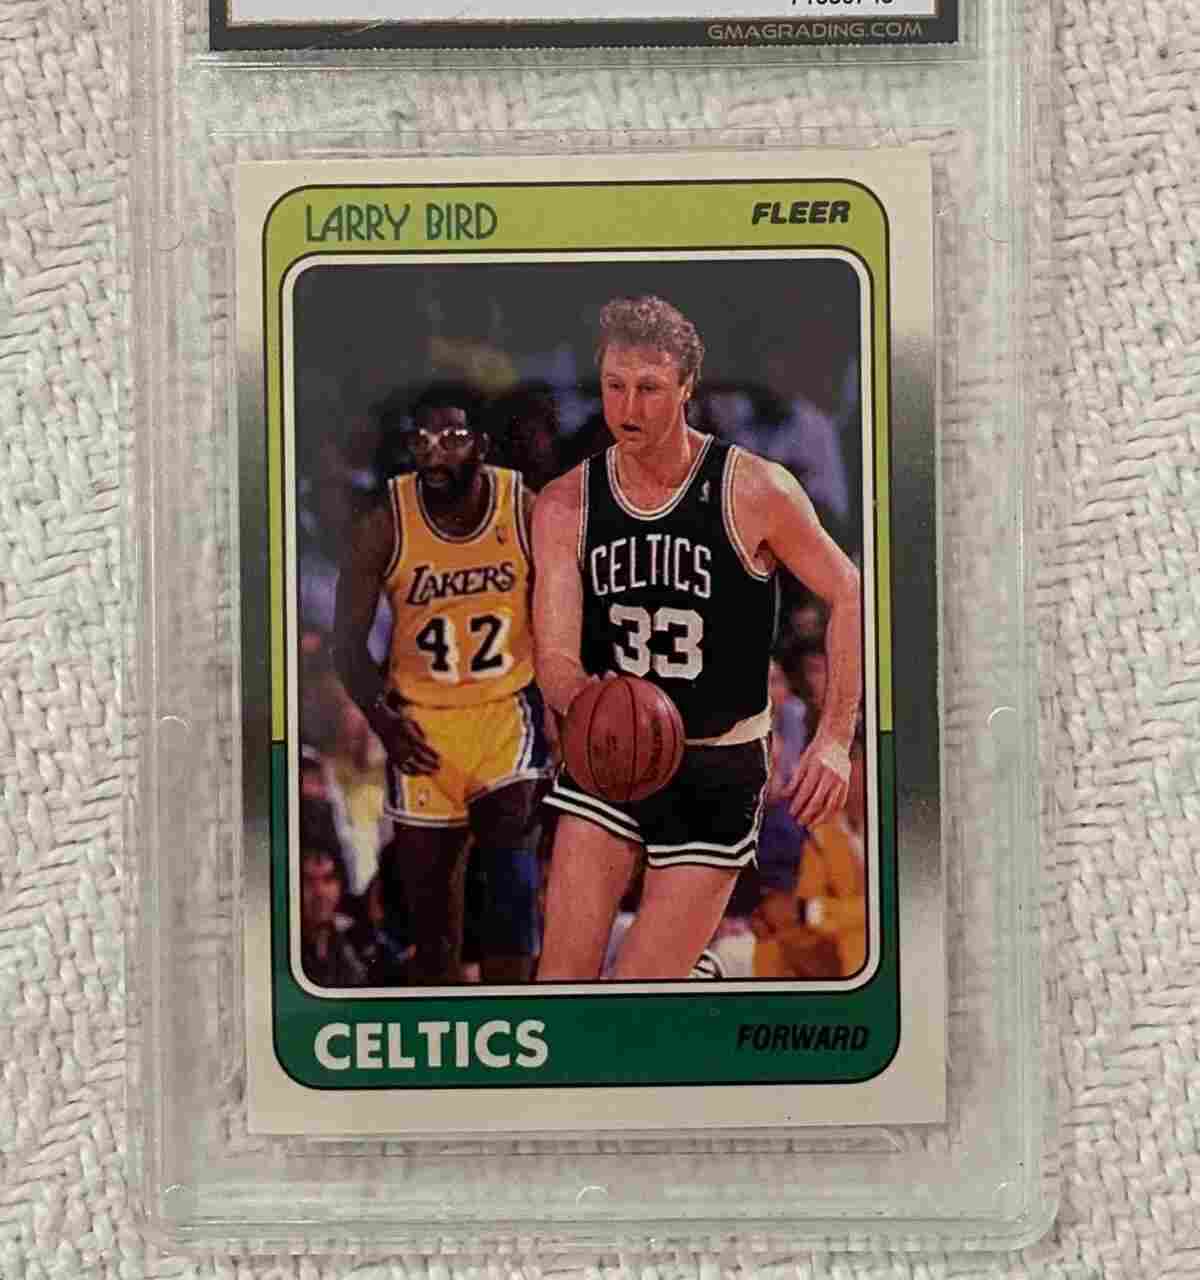 GMAGRADING.COM
LARRY BIRD
FLEER
LAKERS
42
CELTICS
33
CELTICS
FORWARD